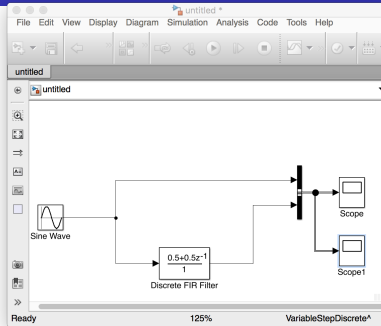 untitled *
File Edit View Display Diagram Simulation Analysis Code Tools Help
untitled
untitled
Sine Wave
0.5+0.5z-1
1
Discrete FIR Filter
Scope
Scope1
Ready 125% VariableStepDiscrete^